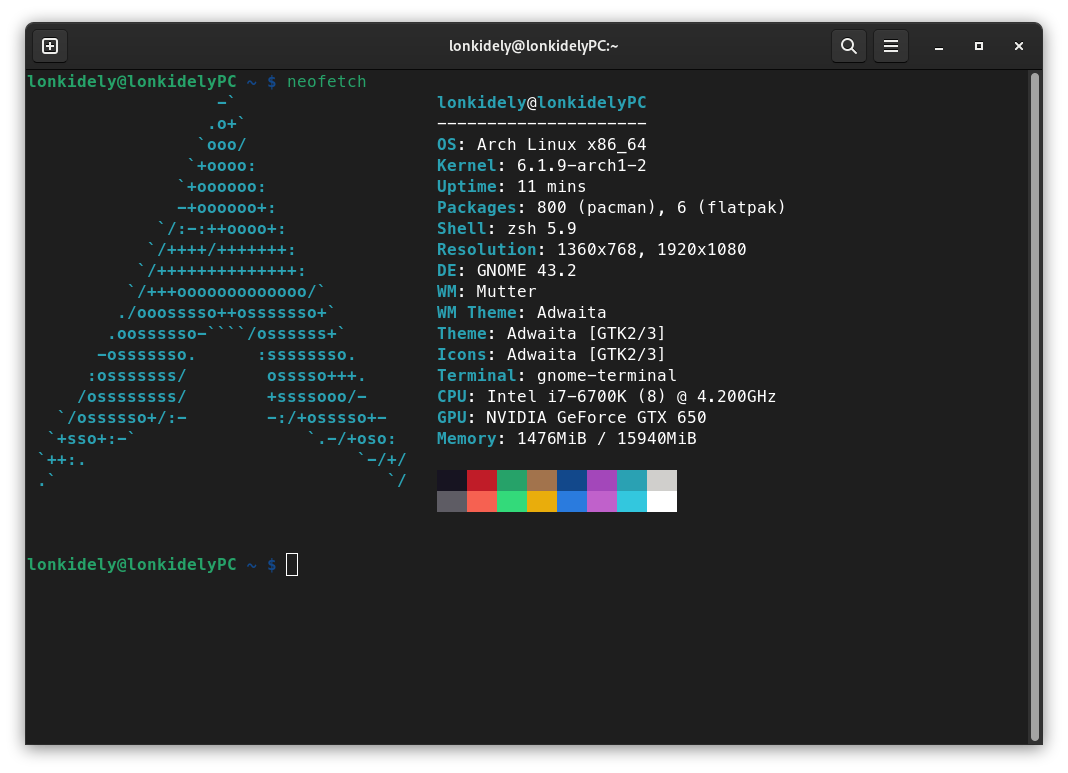 lonkidely@lonkidelyPC:~
lonkidely@lonkidelyPC ~ $ neofetch
                   -`                    lonkidely@lonkidelyPC
                  .o+`                   ---------------------
                 `ooo/                   OS: Arch Linux x86_64
                `+oooo:                  Kernel: 6.1.9-arch1-2
               `+oooooo:                 Uptime: 11 mins
               -+oooooo+:                Packages: 800 (pacman), 6 (flatpak)
             `/:-:++oooo+:               Shell: zsh 5.9
            `/++++/+++++++:              Resolution: 1360x768, 1920x1080
           `/++++++++++++++:             DE: GNOME 43.2
          `/+++ooooooooooooo/`           WM: Mutter
         ./ooosssso++osssssso+`          WM Theme: Adwaita
        .oossssso-````/ossssss+`         Theme: Adwaita [GTK2/3]
       -osssssso.      :ssssssso.        Icons: Adwaita [GTK2/3]
      :osssssss/        osssso+++.       Terminal: gnome-terminal
     /ossssssss/        +ssssooo/-       CPU: Intel i7-6700K (8) @ 4.200GHz
   `/ossssso+/:-        -:/+osssso+-     GPU: NVIDIA GeForce GTX 650
  `+sso+:-`                 `.-/+oso:    Memory: 1476MiB / 15940MiB
 `++:.                           `-/+/
 .`                                 `/
lonkidely@lonkidelyPC ~ $